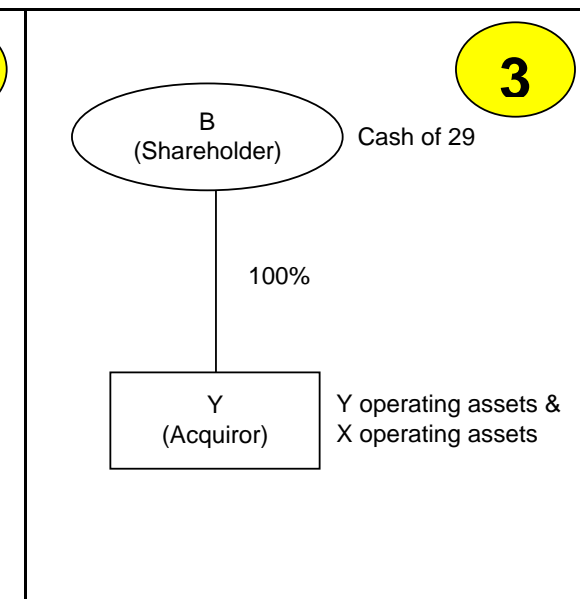 3
B
(Shareholder)
Cash of 29
100%
Y
(Acquiror)
Y operating assets &
X operating assets